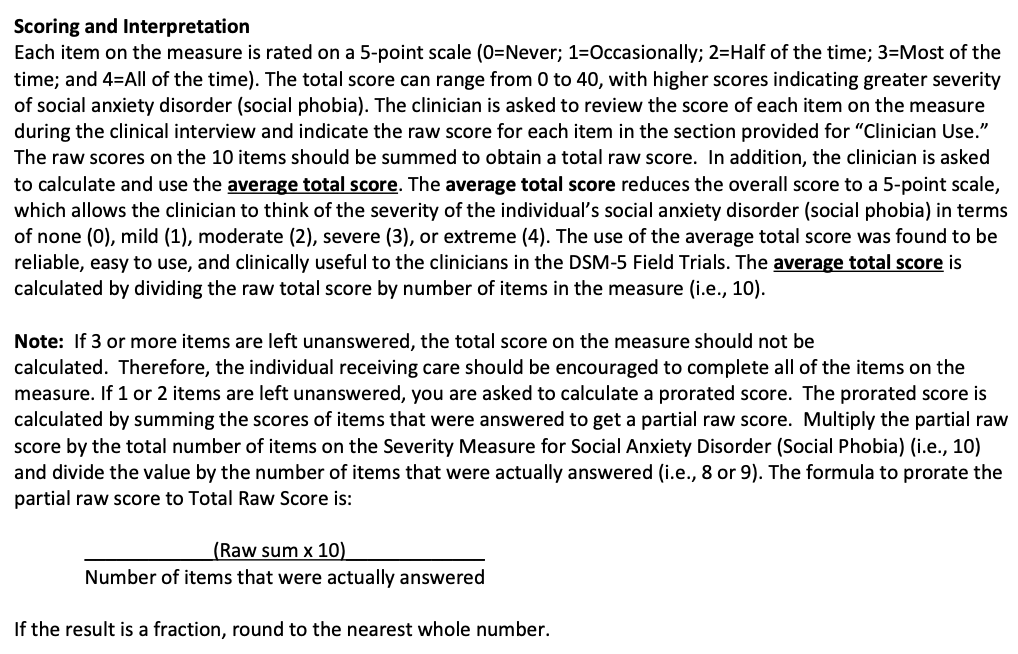 Scoring and Interpretation
Each item on the measure is rated on a 5-point scale (0=Never; 1=Occasionally; 2=Half of the time; 3=Most of the
time; and 4=All of the time). The total score can range from 0 to 40, with higher scores indicating greater severity
of social anxiety disorder (social phobia). The clinician is asked to review the score of each item on the measure
during the clinical interview and indicate the raw score for each item in the section provided for “Clinician Use.”
The raw scores on the 10 items should be summed to obtain a total raw score.  In addition, the clinician is asked
to calculate and use the average total score. The average total score reduces the overall score to a 5-point scale,
which allows the clinician to think of the severity of the individual’s social anxiety disorder (social phobia) in terms
of none (0), mild (1), moderate (2), severe (3), or extreme (4). The use of the average total score was found to be
reliable, easy to use, and clinically useful to the clinicians in the DSM-5 Field Trials. The average total score is
calculated by dividing the raw total score by number of items in the measure (i.e., 10).

Note:  If 3 or more items are left unanswered, the total score on the measure should not be
calculated.  Therefore, the individual receiving care should be encouraged to complete all of the items on the
measure. If 1 or 2 items are left unanswered, you are asked to calculate a prorated score.  The prorated score is
calculated by summing the scores of items that were answered to get a partial raw score.  Multiply the partial raw
score by the total number of items on the Severity Measure for Social Anxiety Disorder (Social Phobia) (i.e., 10)
and divide the value by the number of items that were actually answered (i.e., 8 or 9). The formula to prorate the
partial raw score to Total Raw Score is:

(Raw sum x 10)
Number of items that were actually answered

If the result is a fraction, round to the nearest whole number.